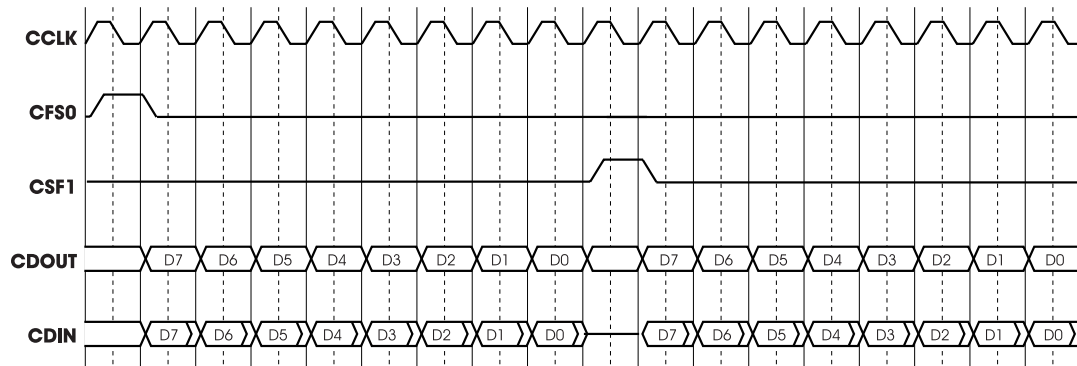 CCLK
CFS0
CSF1
CDOUT D7 D6 D5 D4 D3 D2 D1 D0 D7 D6 D5 D4 D3 D2 D1 D0
CDIN D7 D6 D5 D4 D3 D2 D1 D0 D7 D6 D5 D4 D3 D2 D1 D0